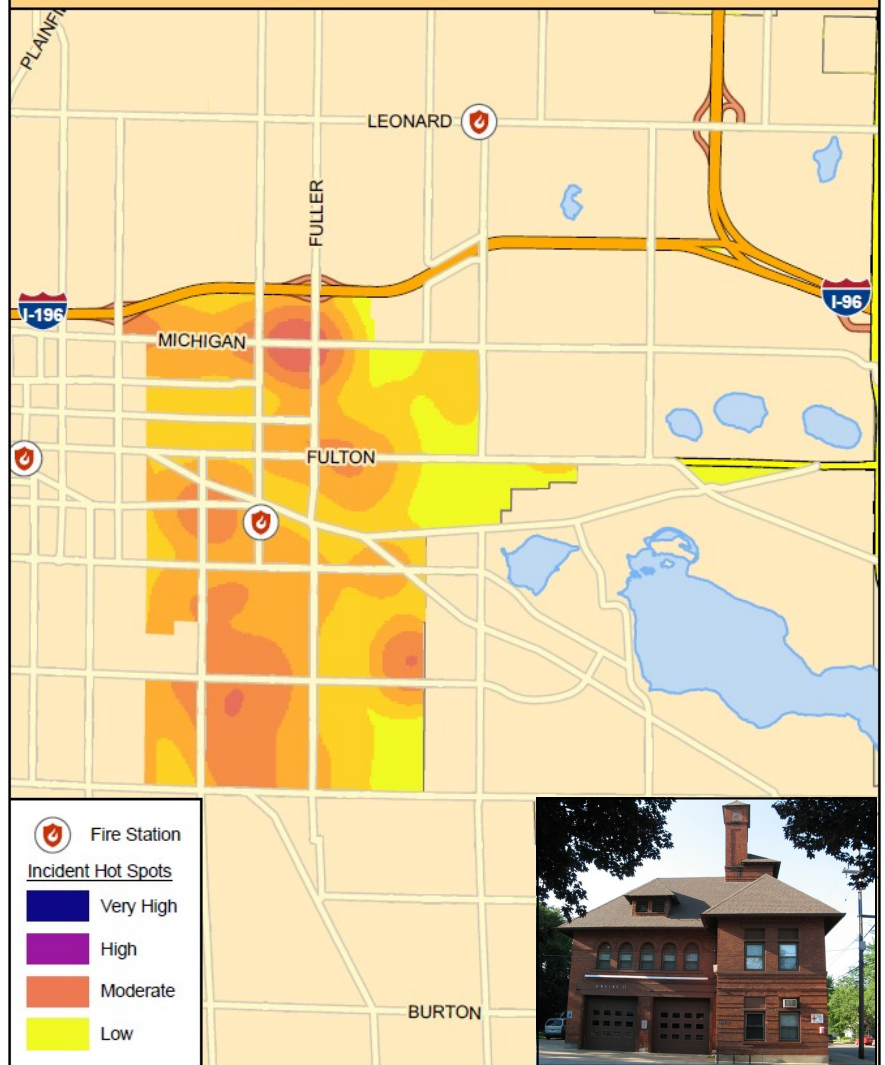 PLAINFI
LEONARD
FULLER
I-196
I-96
MICHIGAN
FULTON
Fire Station
Incident Hot Spots
Very High
High
Moderate
Low
BURTON